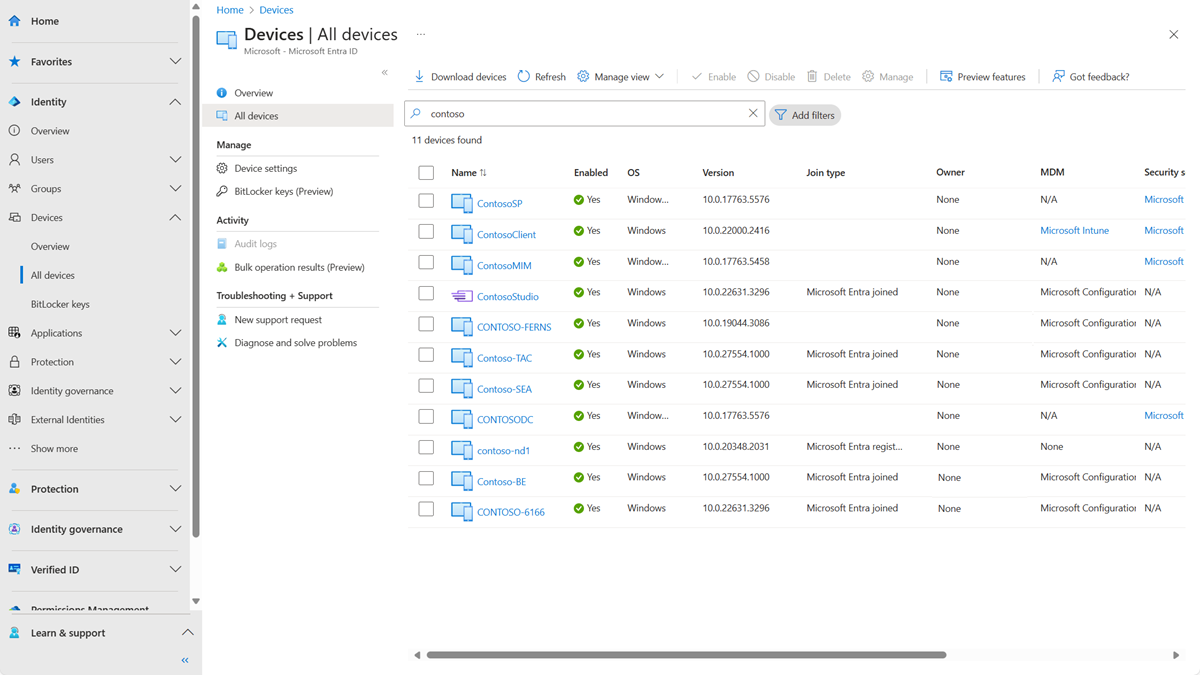 Home
Favorites
Identity
Overview
Users
Groups
Devices
Overview
All devices
BitLocker keys
Applications
Protection
Identity governance
External Identities
Show more
Protection
Identity governance
Verified ID
Permissions Management
Learn & support
Home > Devices
Devices | All devices ...
Microsoft - Microsoft Entra ID
Overview
All devices
Manage
Device settings
BitLocker keys (Preview)
Activity
Audit logs
Bulk operation results (Preview)
Troubleshooting + Support
New support request
Diagnose and solve problems
Download devices Refresh Manage view Enable Disable Delete Manage Preview features Got feedback?
contoso Add filters
11 devices found
Name Enabled OS Version Join type Owner MDM Security s
ContosoSP Yes Window... 10.0.17763.5576 None N/A Microsoft
ContosoClient Yes Windows 10.0.22000.2416 None Microsoft Intune Microsoft
ContosoMIM Yes Window... 10.0.17763.5458 None N/A Microsoft
ContosoStudio Yes Windows 10.0.22631.3296 Microsoft Entra joined None Microsoft Configuration N/A
CONTOSO-FERNS Yes Windows 10.0.19044.3086 None Microsoft Configuration N/A
Contoso-TAC Yes Windows 10.0.27554.1000 Microsoft Entra joined None Microsoft Configuration N/A
Contoso-SEA Yes Windows 10.0.27554.1000 Microsoft Entra joined None Microsoft Configuration N/A
CONTOSODC Yes Window... 10.0.17763.5576 None N/A Microsoft
contoso-nd1 Yes Windows 10.0.20348.2031 Microsoft Entra regist... None None N/A
Contoso-BE Yes Windows 10.0.27554.1000 Microsoft Entra joined None Microsoft Configuration N/A
CONTOSO-6166 Yes Windows 10.0.22631.3296 Microsoft Entra joined None Microsoft Configuration N/A